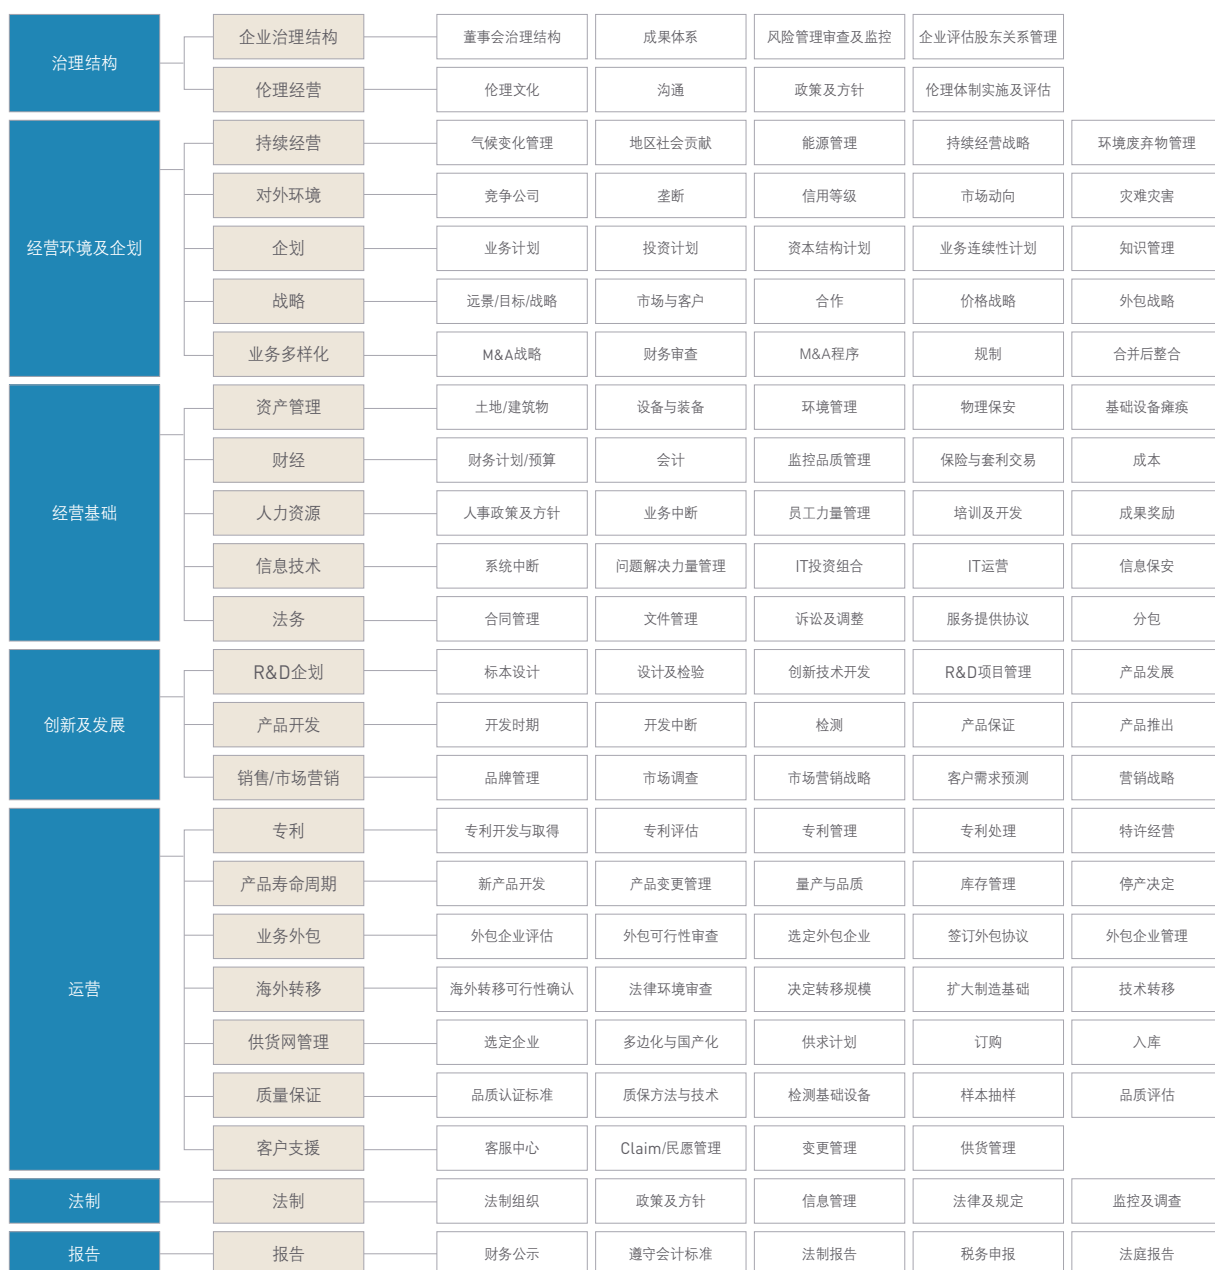 治理结构
企业治理结构
董事会治理结构
成果体系
风险管理审查及监控
企业评估股东关系管理
伦理经营
伦理文化
沟通
政策及方针
伦理体制实施及评估
经营环境及企划
持续经营
气候变化管理
地区社会贡献
能源管理
持续经营战略
环境废弃物管理
对外环境
竞争公司
垄断
信用等级
市场动向
灾难灾害
企划
业务计划
投资计划
资本结构计划
业务连续性计划
知识管理
战略
远景/目标/战略
市场与客户
合作
价格战略
外包战略
业务多样化
M&A战略
财务审查
M&A程序
规制
合并后整合
经营基础
资产管理
土地/建筑物
设备与装备
环境管理
物理保安
基础设备瘫痪
财经
财务计划/预算
会计
监控品质管理
保险与套利交易
成本
人力资源
人事政策及方针
业务中断
员工力量管理
培训及开发
成果奖励
信息技术
系统中断
问题解决力量管理
IT投资组合
IT运营
信息保安
法务
合同管理
文件管理
诉讼及调整
服务提供协议
分包
创新及发展
R&D企划
标本设计
设计及检验
创新技术开发
R&D项目管理
产品发展
产品开发
开发时期
开发中断
检测
产品保证
产品推出
销售/市场营销
品牌管理
市场调查
市场营销战略
客户需求预测
营销战略
运营
专利
专利开发与取得
专利评估
专利管理
专利处理
特许经营
产品寿命周期
新产品开发
产品变更管理
量产与品质
库存管理
停产决定
业务外包
外包企业评估
外包可行性审查
选定外包企业
签订外包协议
外包企业管理
海外转移
海外转移可行性确认
法律环境审查
决定转移规模
扩大制造基础
技术转移
供货网管理
选定企业
多边化与国产化
供求计划
订购
入库
质量保证
品质认证标准
质保方法与技术
检测基础设备
样本抽样
品质评估
客户支援
客服中心
Claim/民愿管理
变更管理
供货管理
法制
法制
法制组织
政策及方针
信息管理
法律及规定
监控及调查
报告
报告
财务公示
遵守会计标准
法制报告
税务申报
法庭报告